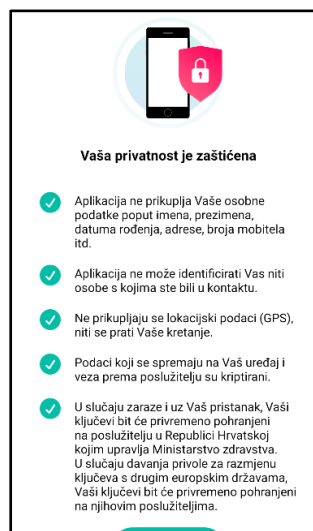 Vaša privatnost je zaštićena
Aplikacija ne prikuplja Vaše osobne
podatke poput imena, prezimena,
datuma rođenja, adrese, broja mobitela
itd.
Aplikacija ne može identificirati Vas niti
osobe s kojima ste bili u kontaktu.
Ne prikupljaju se lokacijski podaci (GPS),
niti se prati Vaše kretanje.
Podaci koji se spremaju na Vaš uređaj i
veza prema poslužitelju su kriptirani.
U slučaju zaraze i uz Vaš pristanak, Vaši
ključevi bit će privremeno pohranjeni
na poslužitelju u Republici Hrvatskoj
kojim upravlja Ministarstvo zdravstva.
U slučaju davanja privole za razmjenu
ključeva s drugim europskim državama,
Vaši ključevi bit će privremeno pohranjeni
na njihovim poslužiteljima.